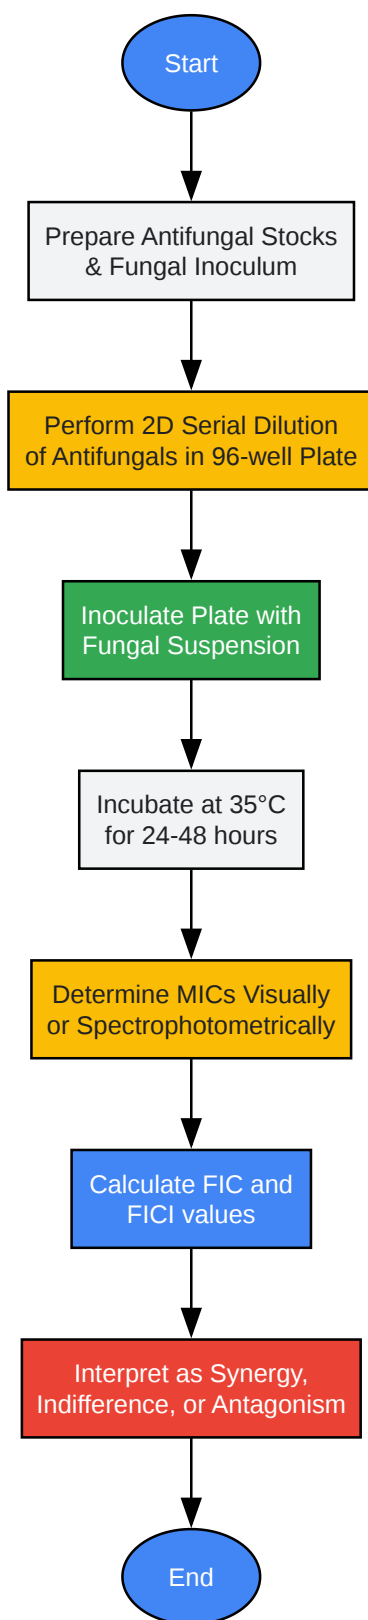 Start
Prepare Antifungal Stocks
& Fungal Inoculum
Perform 2D Serial Dilution
of Antifungals in 96-well Plate
Inoculate Plate with
Fungal Suspension
Incubate at 35°C
for 24-48 hours
Determine MICs Visually
or Spectrophotometrically
Calculate FIC and
FICI values
Interpret as Synergy,
Indifference, or Antagonism
End